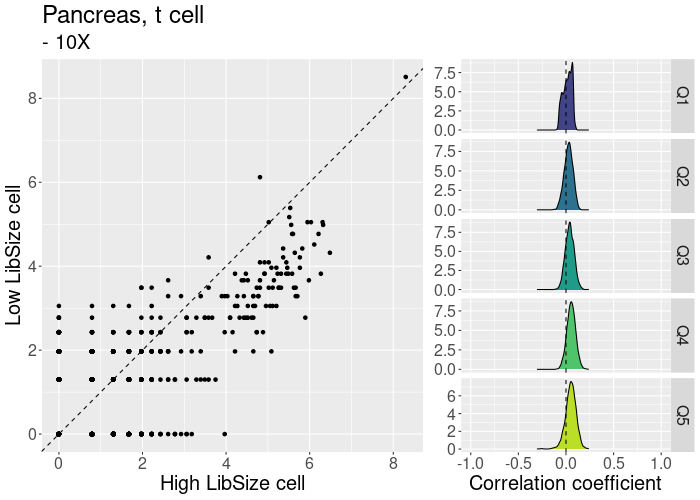 Pancreas, t cell
- 10X
8
6
4
2
0
Low LibSize cell
0 2 4 6 8
High LibSize cell
7.5
5.0
2.5
0.0
Q1
7.5
5.0
2.5
0.0
Q2
7.5
5.0
2.5
0.0
Q3
7.5
5.0
2.5
0.0
Q4
6
4
2
0
Q5
-1.0 -0.5 0.0 0.5 1.0
Correlation coefficient